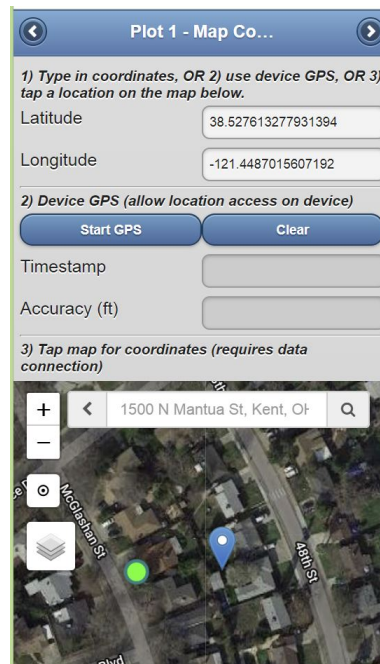 Plot 1 - Map Co...
1) Type in coordinates, OR 2) use device GPS, OR 3)
tap a location on the map
below.
Latitude
38.527613277931394
Longitude
-121.4487015607192
2) Device GPS (allow location access on device)
Start GPS
Clear
Timestamp
Accuracy (ft)
3) Tap map for coordinates (requires data
connection)
+
1500 N Mantua St, Kent, OH
−
McGlashan St
48th St
Blvd